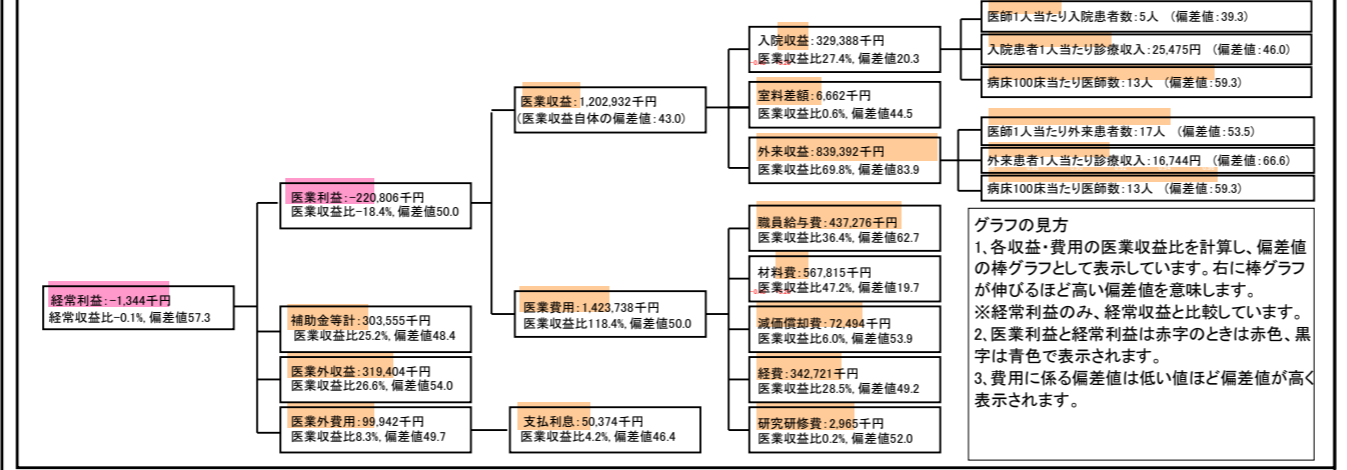 経常利益:-1,344千円
経常収益比-0.1%, 偏差値57.3
医業利益:-220,806千円
医業収益比-18.4%, 偏差値50.0
補助金等計:303,555千円
医業収益比25.2%, 偏差値48.4
医業外収益:319,404千円
医業収益比26.6%, 偏差値54.0
医業外費用:99,942千円
医業収益比8.3%, 偏差値49.7
医業収益:1,202,932千円
(医業収益自体の偏差値:43.0)
医業費用:1,423,738千円
医業収益比118.4%, 偏差値50.0
支払利息:50,374千円
医業収益比4.2%, 偏差値46.4
入院収益:329,388千円
医業収益比27.4%, 偏差値20.3
室料差額:6,662千円
医業収益比0.6%, 偏差値44.5
外来収益:839,392千円
医業収益比69.8%, 偏差値83.9
職員給与費:437,276千円
医業収益比36.4%, 偏差値62.7
材料費:567,815千円
医業収益比47.2%, 偏差値19.7
減価償却費:72,494千円
医業収益比6.0%, 偏差値53.9
経費:342,721千円
医業収益比28.5%, 偏差値49.2
研究研修費:2,965千円
医業収益比0.2%, 偏差値52.0
医師1人当たり入院患者数:5人 (偏差値:39.3)
入院患者1人当たり診療収入:25,475円 (偏差値:46.0)
病床100床当たり医師数:13人 (偏差値:59.3)
医師1人当たり外来患者数:17人 (偏差値:53.5)
外来患者1人当たり診療収入:16,744円 (偏差値:66.6)
病床100床当たり医師数:13人 (偏差値:59.3)
グラフの見方
1、各収益・費用の医業収益比を計算し、偏差値
の棒グラフとして表示しています。右に棒グラフ
が伸びるほど高い偏差値を意味します。
※経常利益のみ、経常収益と比較しています。
2、医業利益と経常利益は赤字のときは赤色、黒
字は青色で表示されます。
3、費用に係る偏差値は低い値ほど偏差値が高く
表示されます。